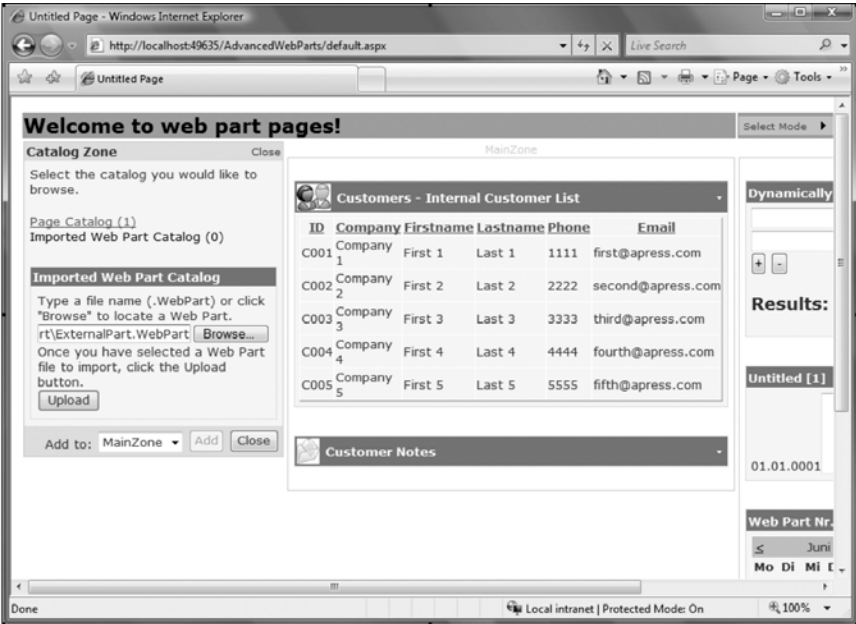 Untitled Page - Windows Internet Explorer
http://localhost:49635/AdvancedWebParts/default.aspx
Live Search
Untitled Page
Page
Tools
Welcome to web part pages!
Select Mode
Catalog Zone
Close
Select the catalog you would like to
browse.
Page Catalog (1)
Imported Web Part Catalog (0)
Imported Web Part Catalog
Type a file name (.WebPart) or click
"Browse" to locate a Web Part.
rt\ExternalPart.WebPart Browse...
Once you have selected a Web Part
file to import, click the Upload
button.
Upload
Add to: MainZone Add Close
MainZone
Customers - Internal Customer List
ID Company Firstname Lastname Phone Email
C001 Company 1 First 1 Last 1 1111 first@apress.com
C002 Company 2 First 2 Last 2 2222 second@apress.com
C003 Company 3 First 3 Last 3 3333 third@apress.com
C004 Company 4 First 4 Last 4 4444 fourth@apress.com
C005 Company 5 First 5 Last 5 5555 fifth@apress.com
Customer Notes
Dynamically
+ -
Results:
Untitled [1]
01.01.0001
Web Part Nr.
< Juni
Mo Di Mi D
Done
Local intranet | Protected Mode: On
100%